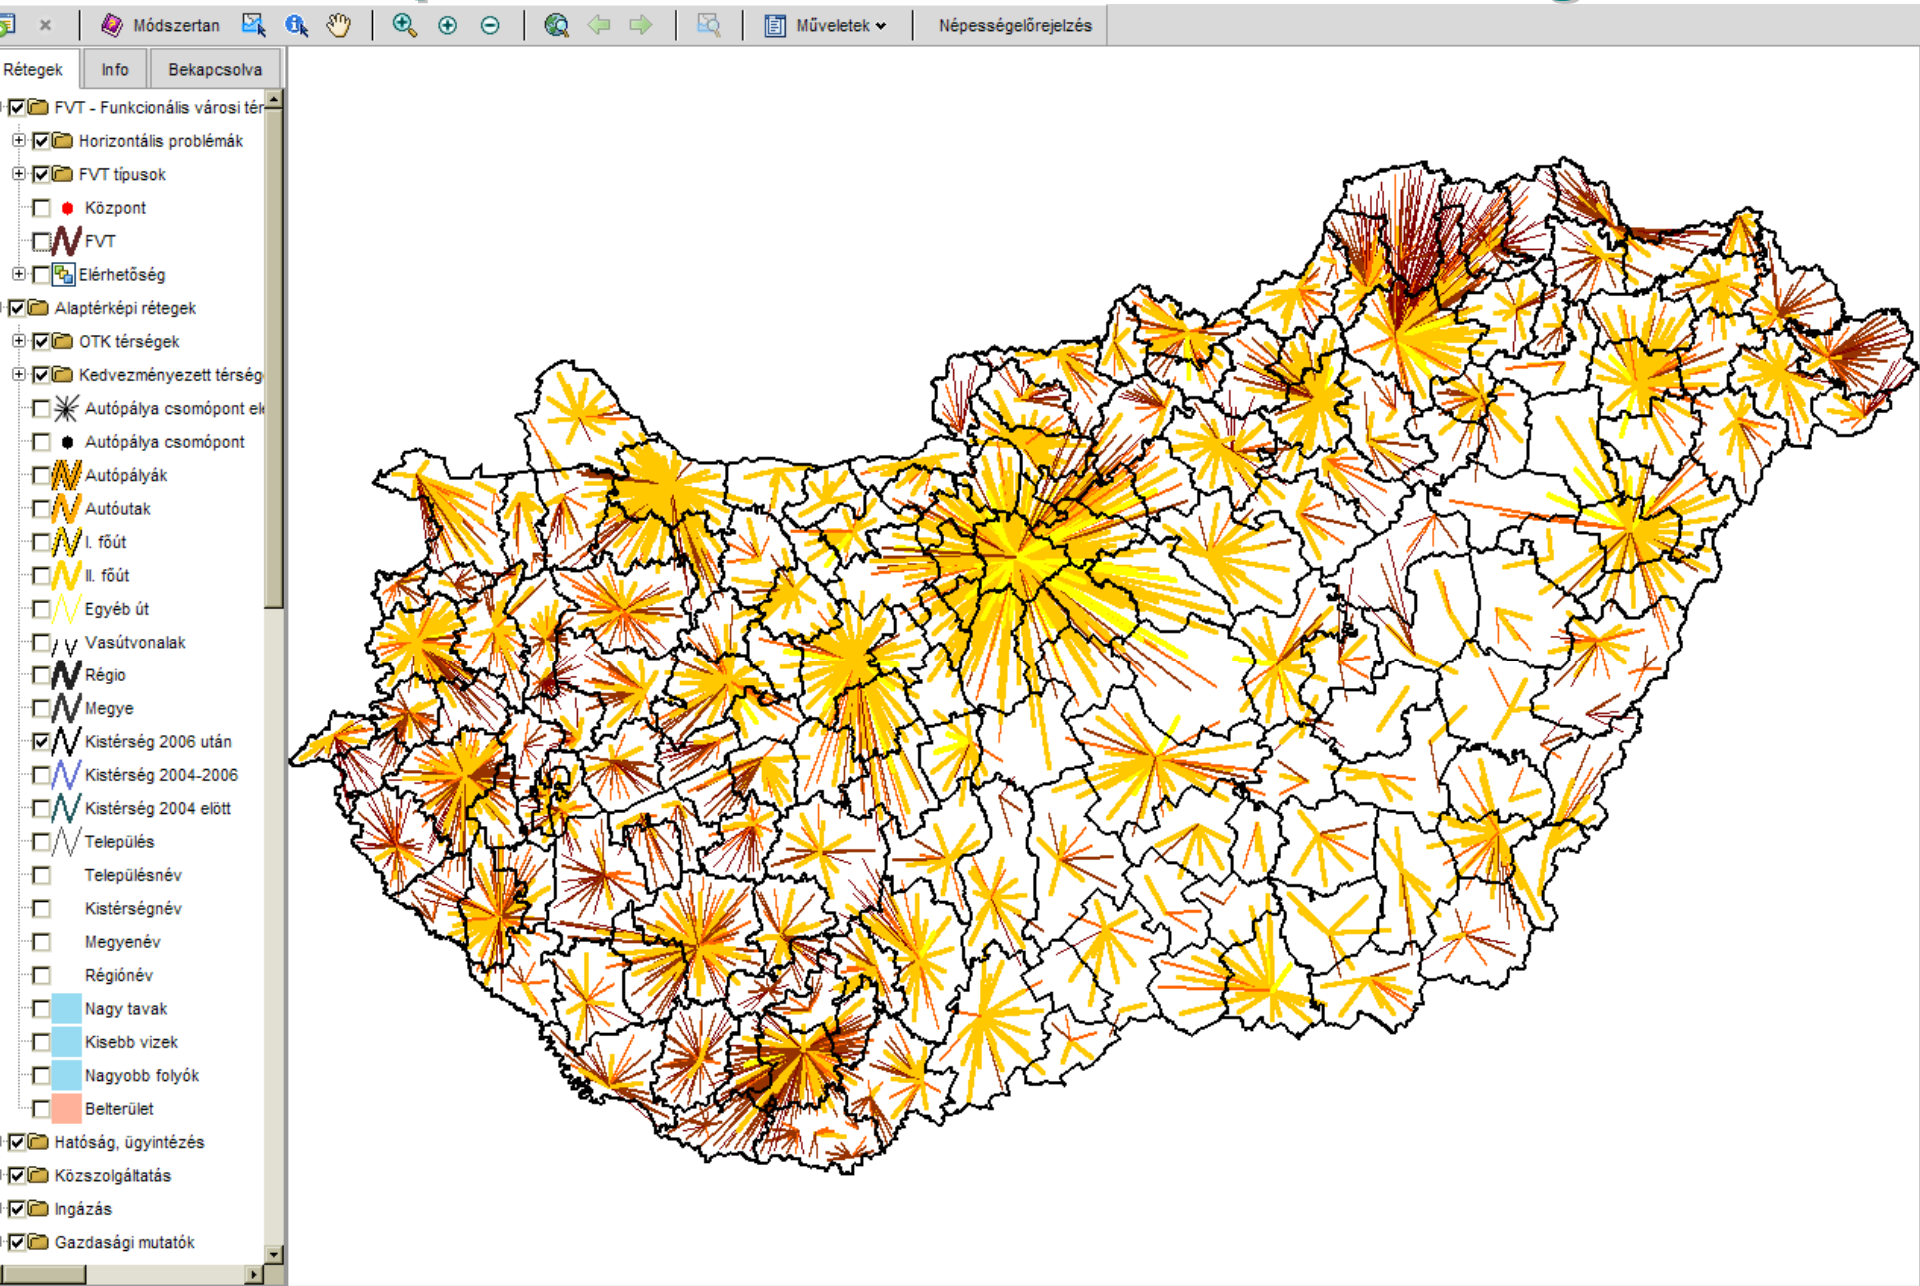 Módszertan Műveletek Népességelőrejelzés
Rétegek Info Bekapcsolva
FVT - Funkcionális városi tér
Horizontális problémák
FVT típusok
Központ
FVT
Elérhetőség
Alaptérképi rétegek
OTK térségek
Kedvezményezett térség
Autópálya csomópont el
Autópálya csomópont
Autópályák
Autóutak
I. főút
II. főút
Egyéb út
Vasútvonalak
Régio
Megye
Kistérség 2006 után
Kistérség 2004-2006
Kistérség 2004 elött
Település
Településnév
Kistérségnév
Megyenév
Régiónév
Nagy tavak
Kisebb vizek
Nagyobb folyók
Belterület
Hatóság, ügyintézés
Közszolgáltatás
Ingázás
Gazdasági mutatók